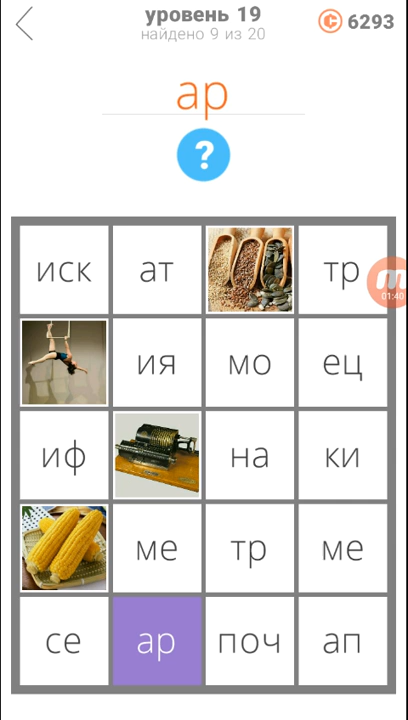 уровень 19
найдено 9 из 20
6293
ар
?
иск
ат
тр
01:40
ия
мо
ец
иф
на
ки
ме
тр
ме
се
ар
поч
ап